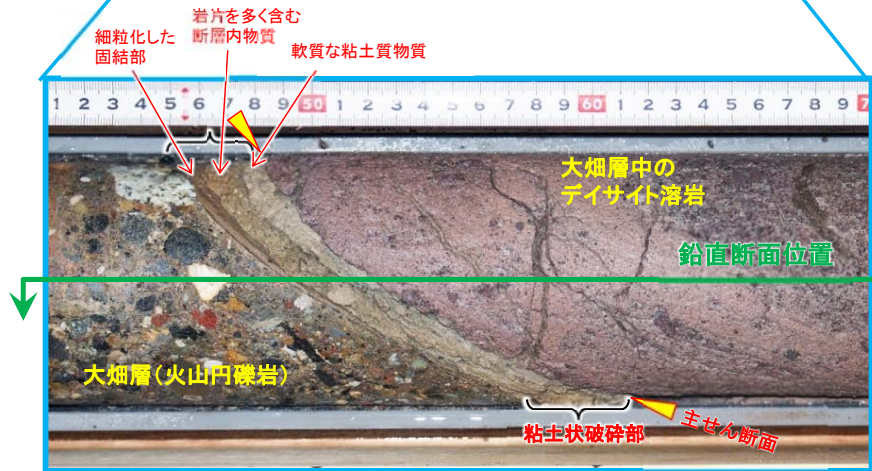 岩片を多く含む
断層内物質
細粒化した
固結部
軟質な粘土質物質
1 2 3 4 5 6 7 8 9 50 1 2 3 4 5 6 7 8 9 60 1 2 3 4 5 6 7 8 9 7
大畑層中の
デイサイト溶岩
鉛直断面位置
大畑層(火山円礫岩)
粘土状破砕部
主せん断面